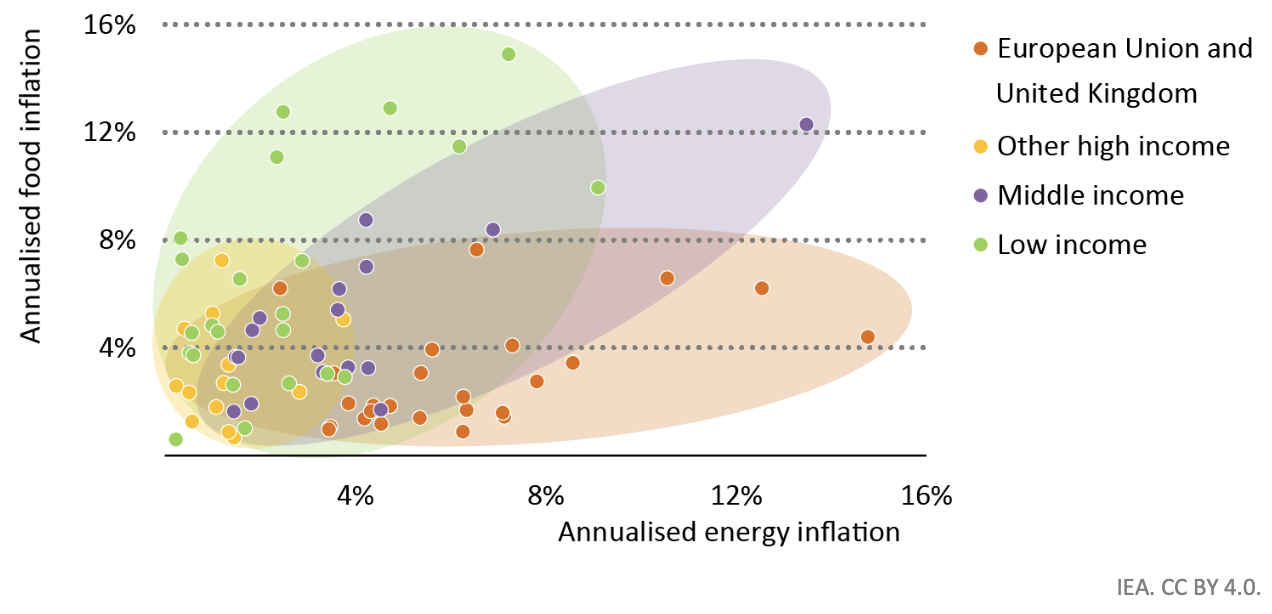 16%
12%
8%
4%
Annualised food inflation
4%
8%
12%
16%
Annualised energy inflation
European Union and
United Kingdom
Other high income
Middle income
Low income
IEA. CC BY 4.0.